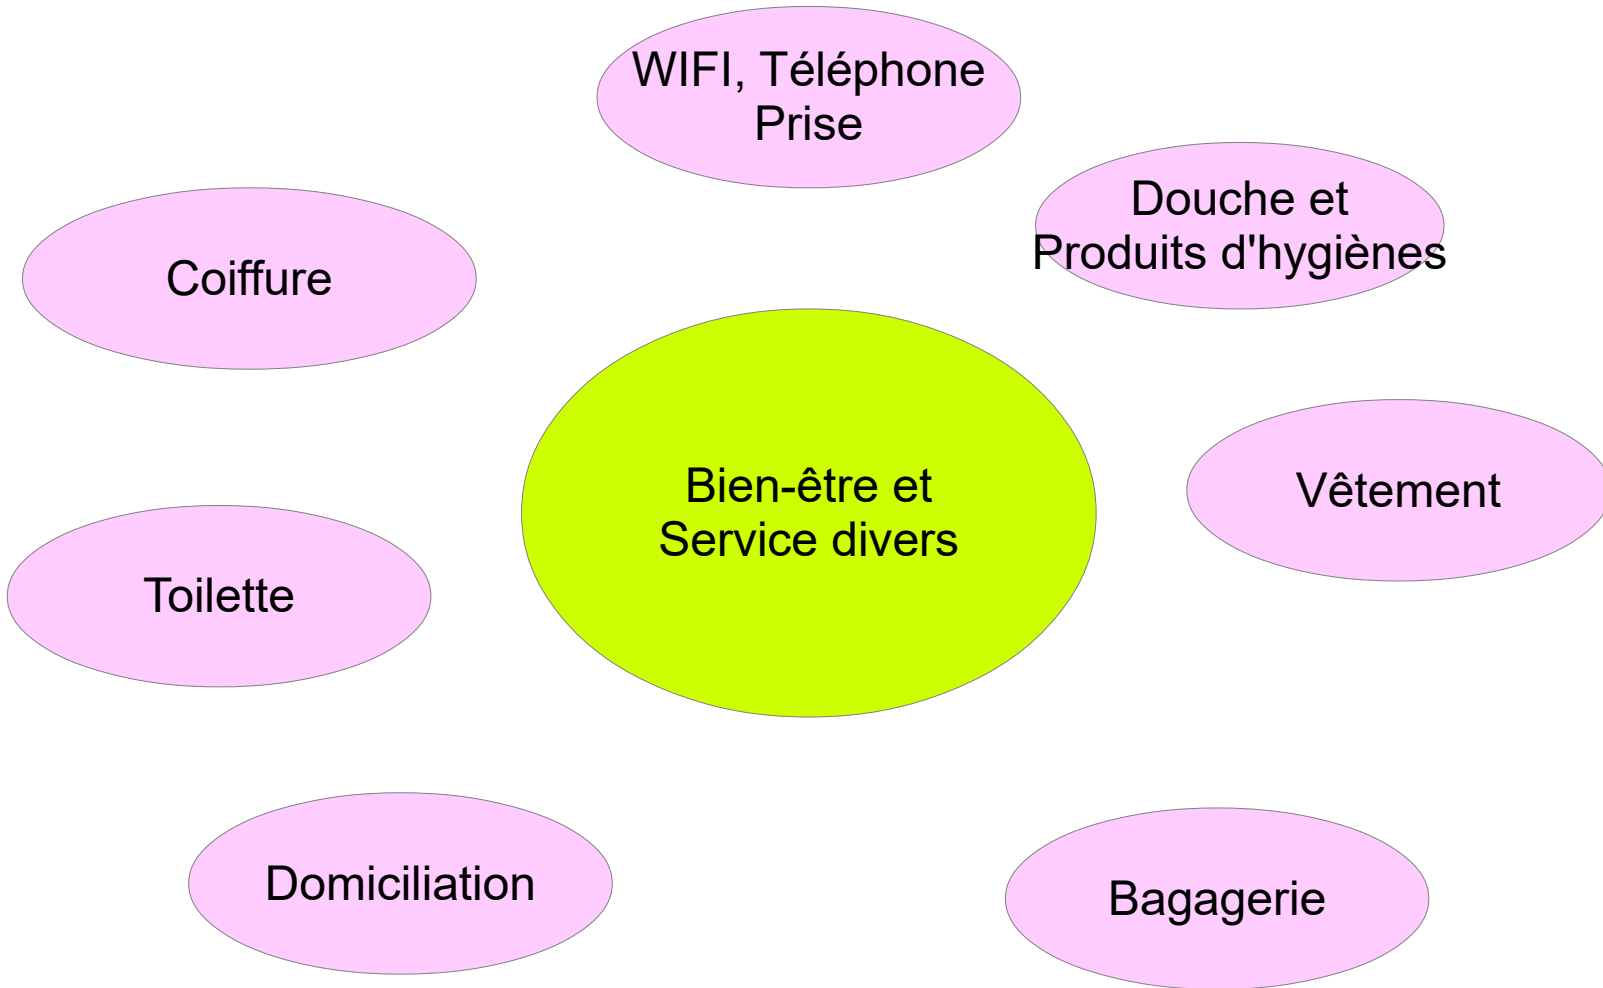 WIFI, Téléphone
Prise
Douche et
Produits d'hygiènes
Coiffure
Bien-être et
Service divers
Vêtement
Toilette
Domiciliation
Bagagerie